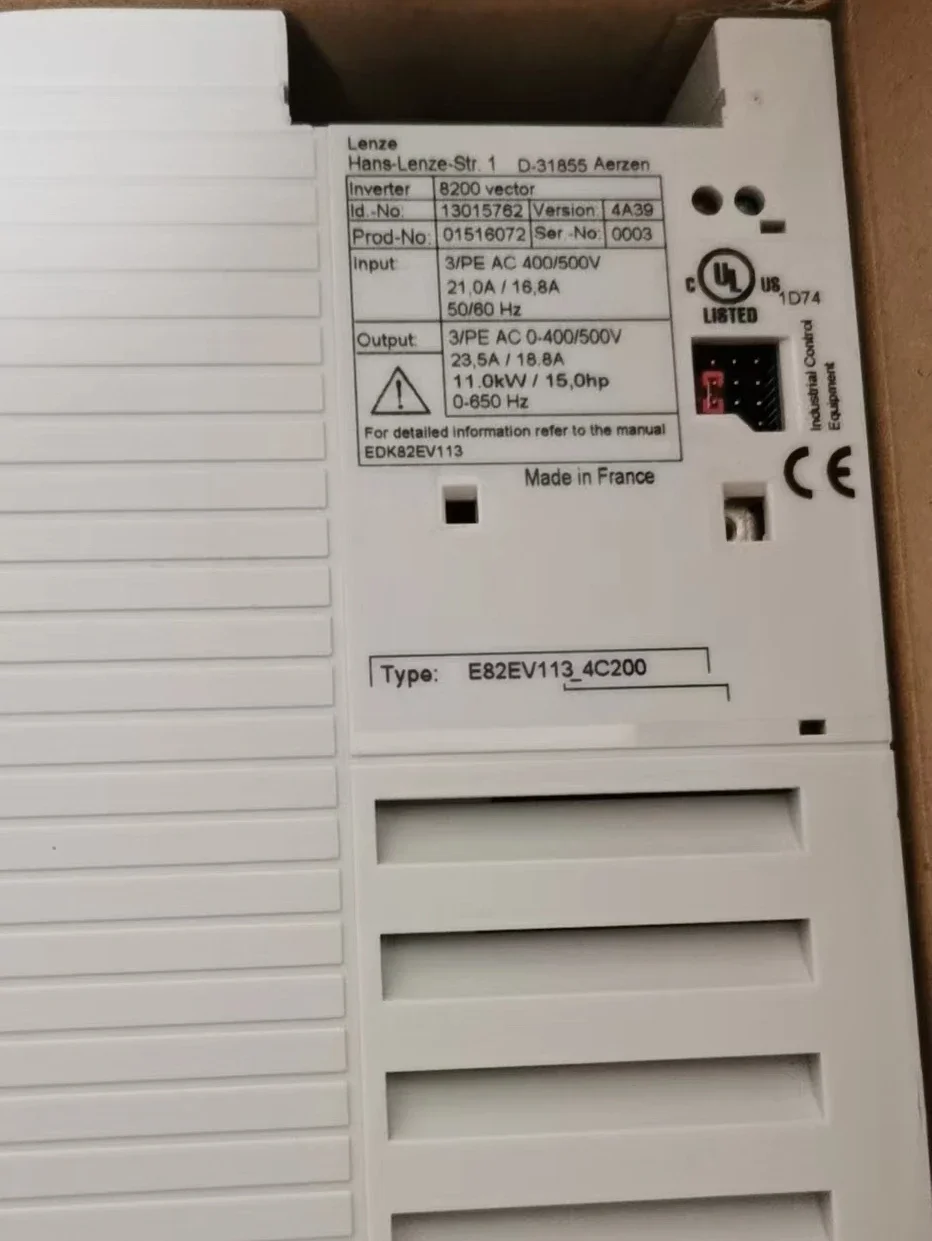 Lenze
Hans-Lenze-Str. 1 D-31855 Aerzen
Inverter 8200 vector
Id.-No: 13015762 Version: 4A39
Prod-No: 01516072 Ser.-No: 0003
Input: 3/PE AC 400/500V
21,0A / 16,8A
50/60 Hz
Output: 3/PE AC 0-400/500V
23,5A / 18.8A
11.0kW / 15,0hp
0-650 Hz
For detailed information refer to the manual
EDK82EV113
Made in France
C UL US
LISTED
1D74
Industrial Control
Equipment
CE
Type: E82EV113_4C200